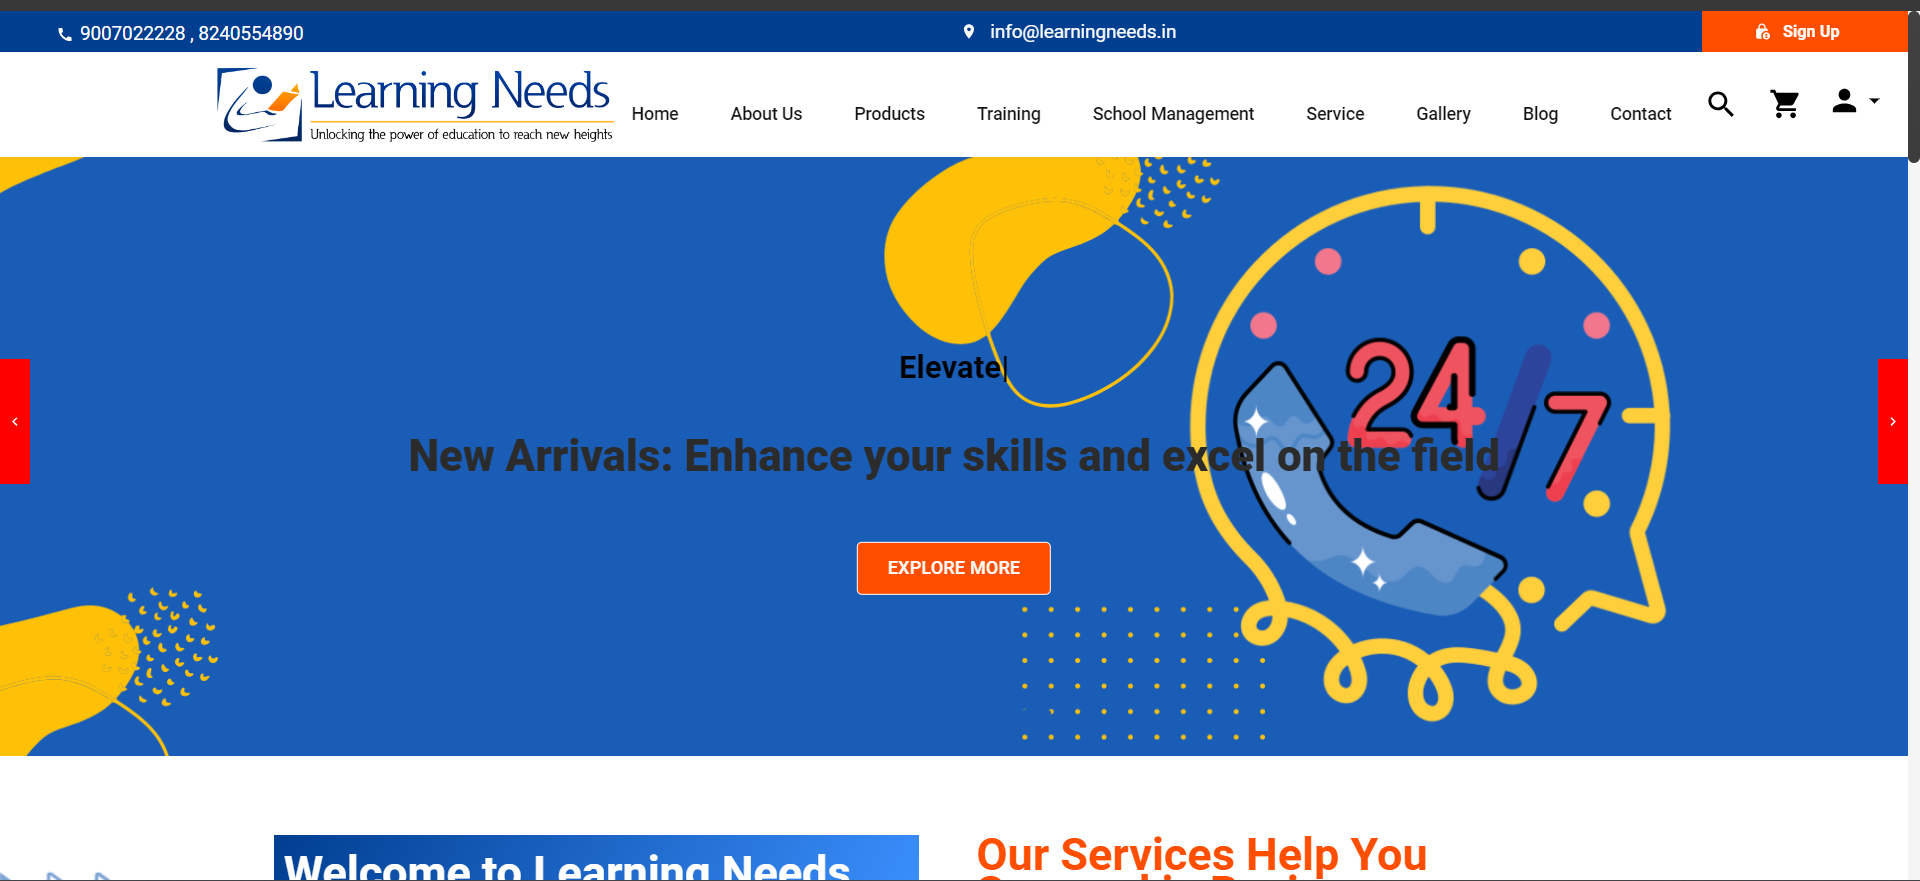 9007022228 , 8240554890
info@learningneeds.in
Sign Up
Learning Needs
Unlocking the power of education to reach new heights
Home
About Us
Products
Training
School Management
Service
Gallery
Blog
Contact
24/7
Elevate|
New Arrivals: Enhance your skills and excel on the field
EXPLORE MORE
Welcome to Learning Needs
Our Services Help You